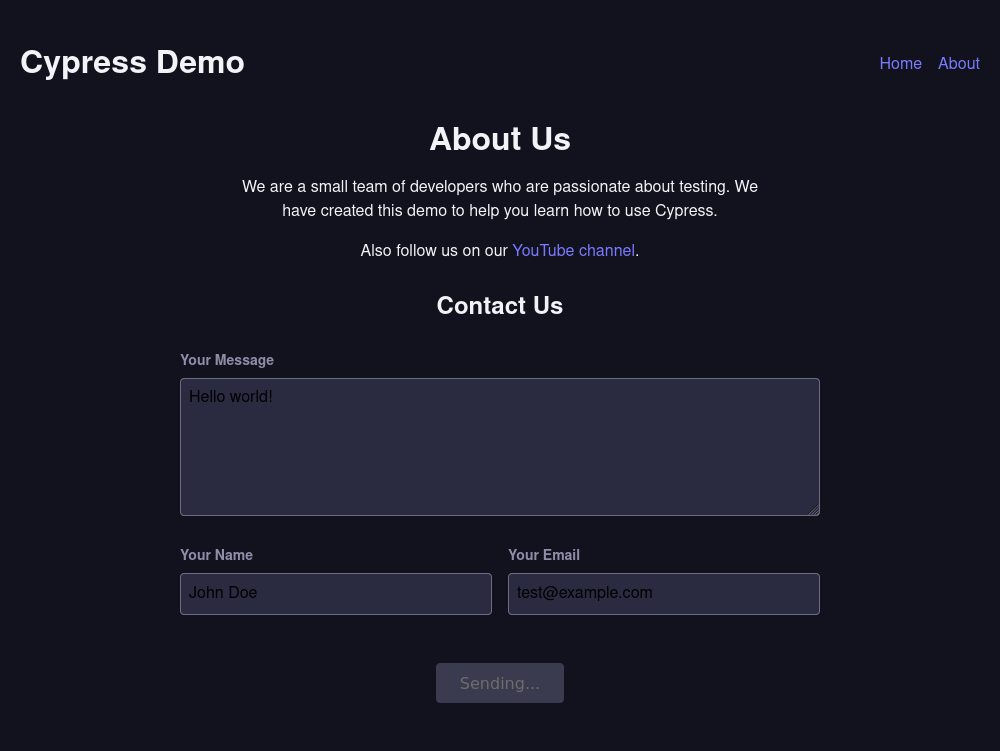 Cypress Demo
Home About
About Us
We are a small team of developers who are passionate about testing. We
have created this demo to help you learn how to use Cypress.
Also follow us on our YouTube channel.
Contact Us
Your Message
Hello world!
Your Name
Your Email
John Doe
test@example.com
Sending...